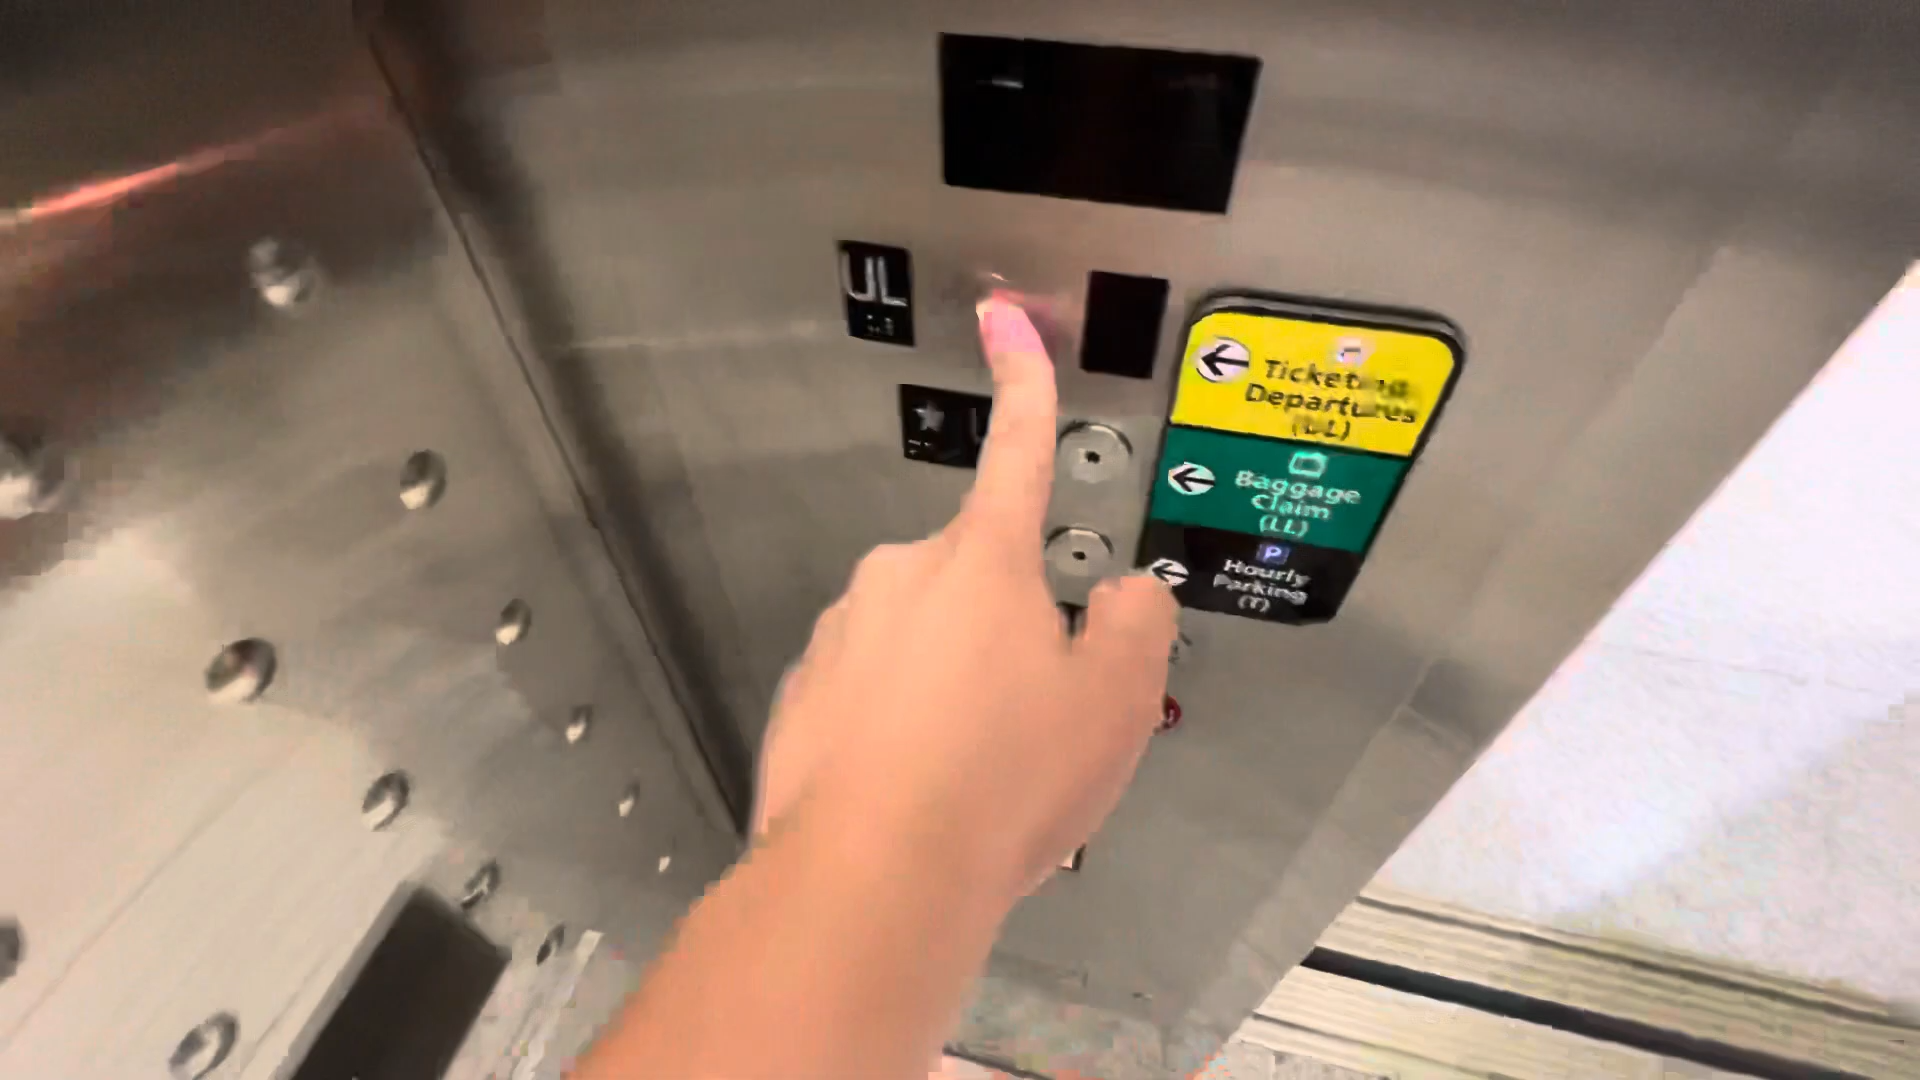 UL
Ticketing
Departures
(UL)
★
Baggage
Claim
(LL)
P
Hourly
Parking
(T)